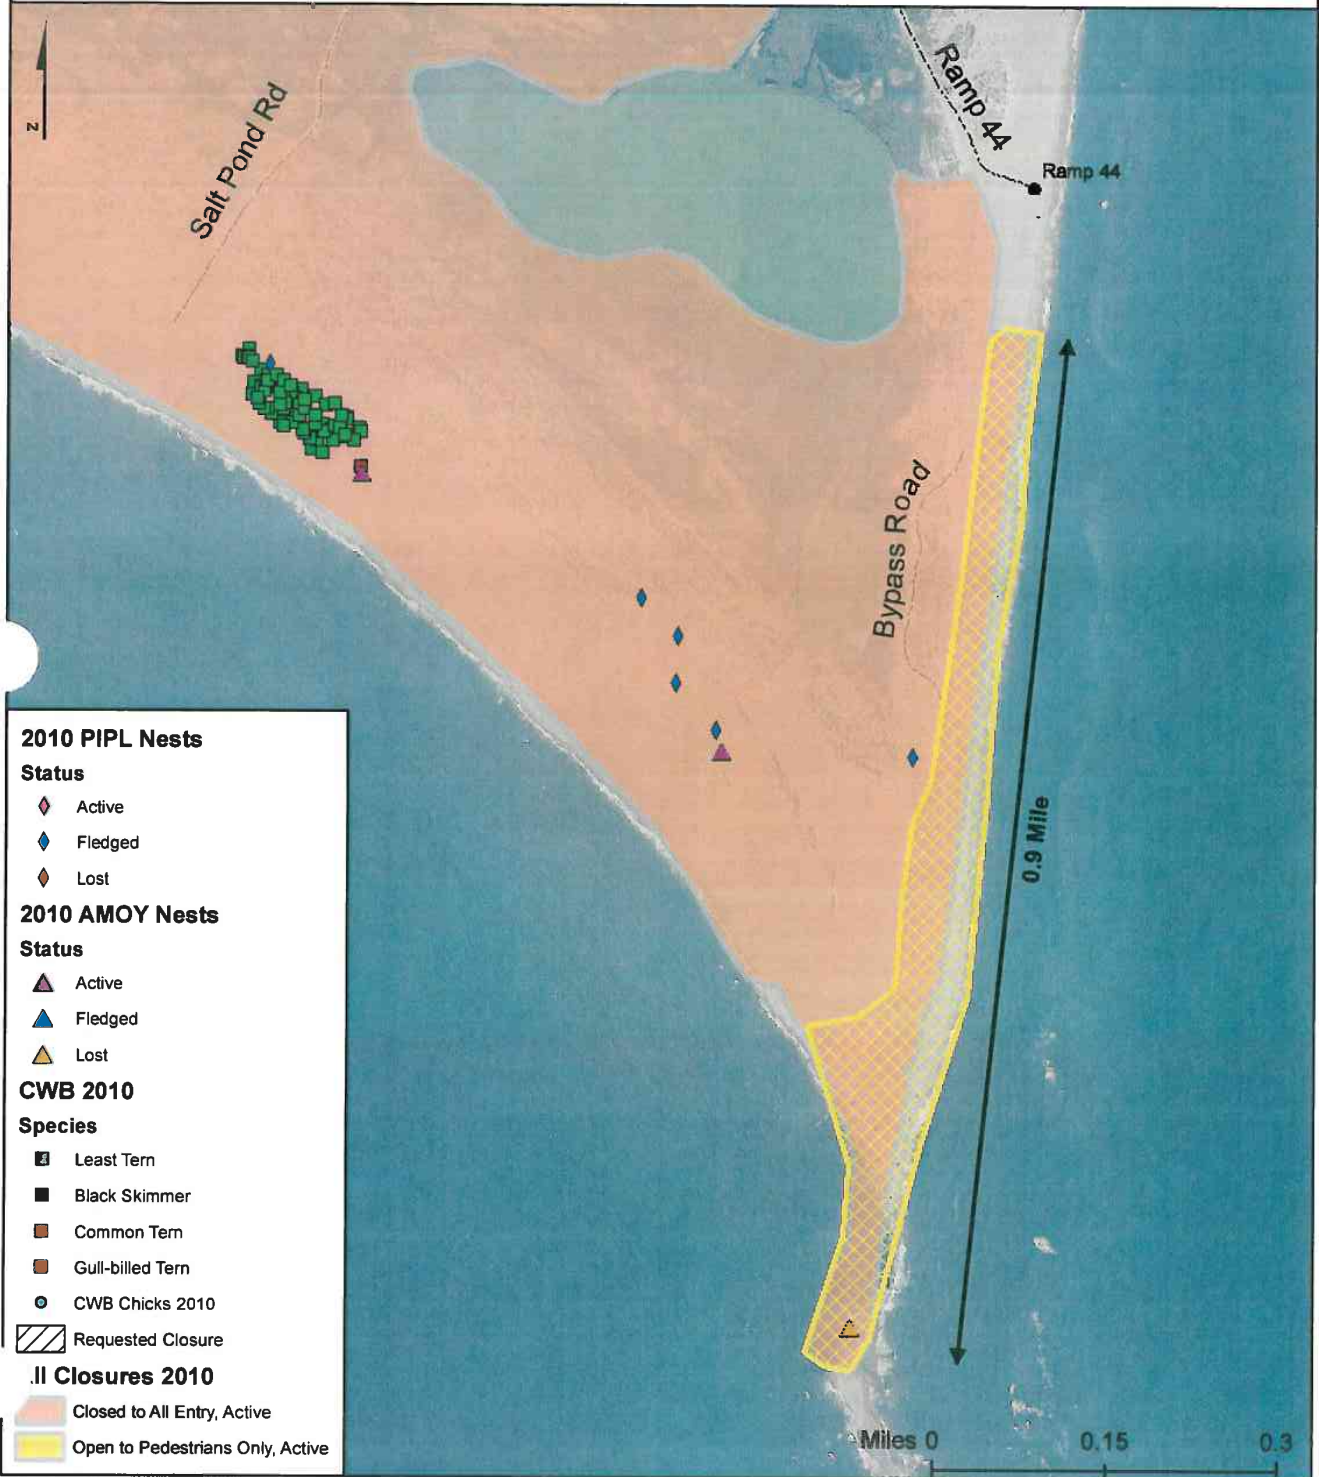 N
Salt Pond Rd
Ramp 44
Ramp 44
Bypass Road
0.9 Mile
2010 PIPL Nests
Status
Active
Fledged
Lost
2010 AMOY Nests
Status
Active
Fledged
Lost
CWB 2010
Species
Least Tern
Black Skimmer
Common Tern
Gull-billed Tern
CWB Chicks 2010
Requested Closure
ll Closures 2010
Closed to All Entry, Active
Open to Pedestrians Only, Active
Miles 0 0.15 0.3